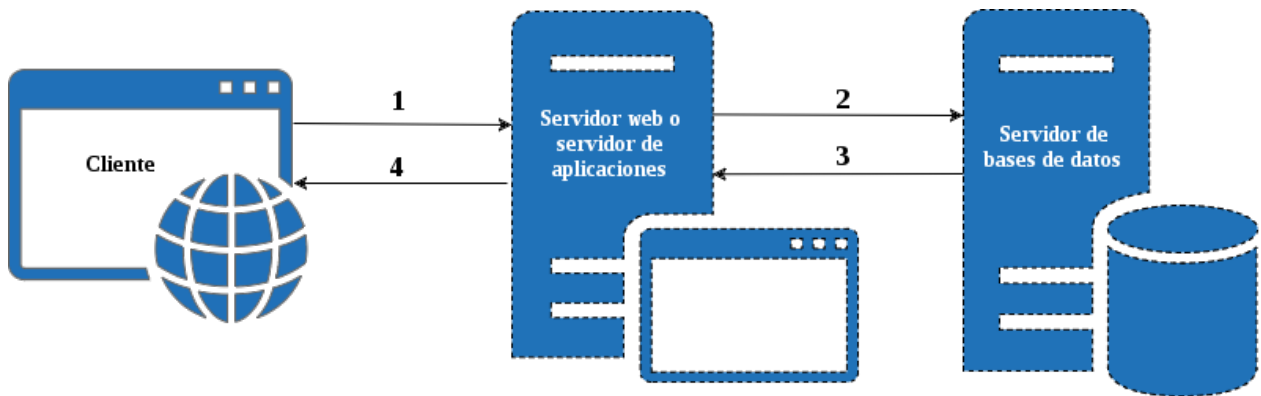 Cliente
1
4
Servidor web o
servidor de
aplicaciones
2
3
Servidor de
bases de datos